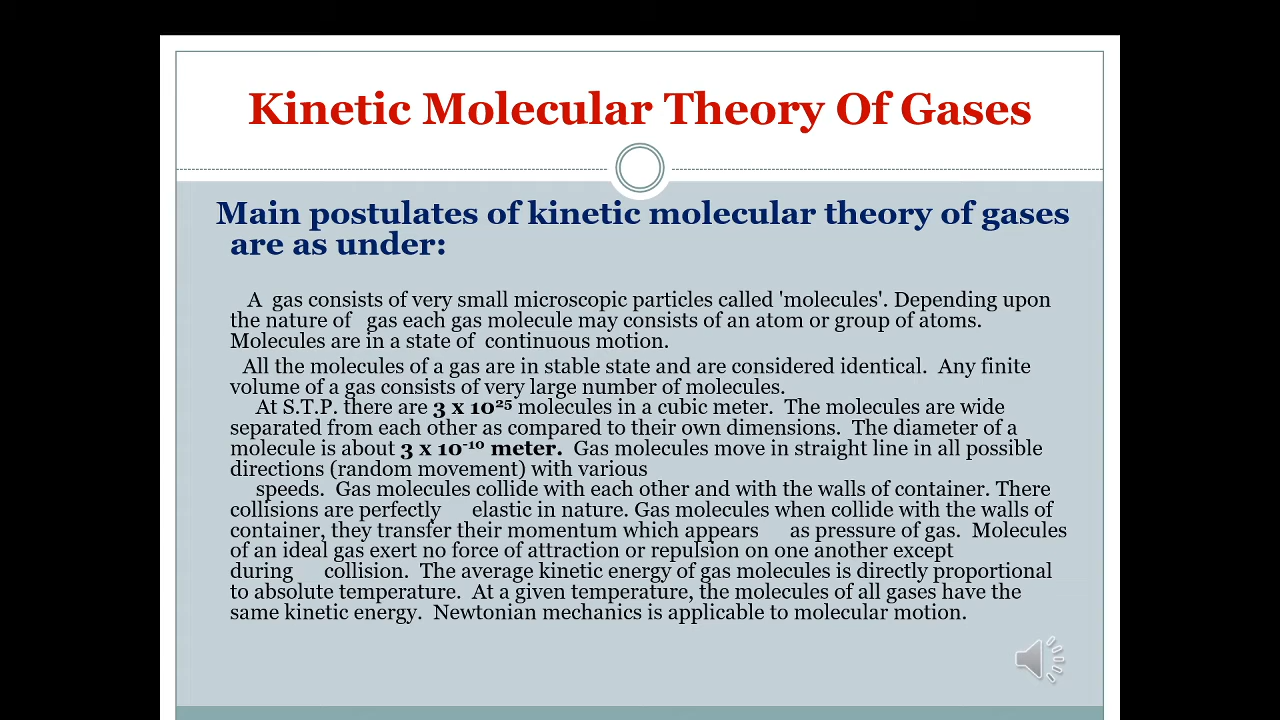 Kinetic Molecular Theory Of Gases
Main postulates of kinetic molecular theory of gases
are as under:
A gas consists of very small microscopic particles called 'molecules'. Depending upon
the nature of gas each gas molecule may consists of an atom or group of atoms.
Molecules are in a state of continuous motion.
All the molecules of a gas are in stable state and are considered identical. Any finite
volume of a gas consists of very large number of molecules.
At S.T.P. there are 3 x 10²⁵ molecules in a cubic meter. The molecules are wide
separated from each other as compared to their own dimensions. The diameter of a
molecule is about 3 x 10⁻¹⁰ meter. Gas molecules move in straight line in all possible
directions (random movement) with various
speeds. Gas molecules collide with each other and with the walls of container. There
collisions are perfectly elastic in nature. Gas molecules when collide with the walls of
container, they transfer their momentum which appears as pressure of gas. Molecules
of an ideal gas exert no force of attraction or repulsion on one another except
during collision. The average kinetic energy of gas molecules is directly proportional
to absolute temperature. At a given temperature, the molecules of all gases have the
same kinetic energy. Newtonian mechanics is applicable to molecular motion.